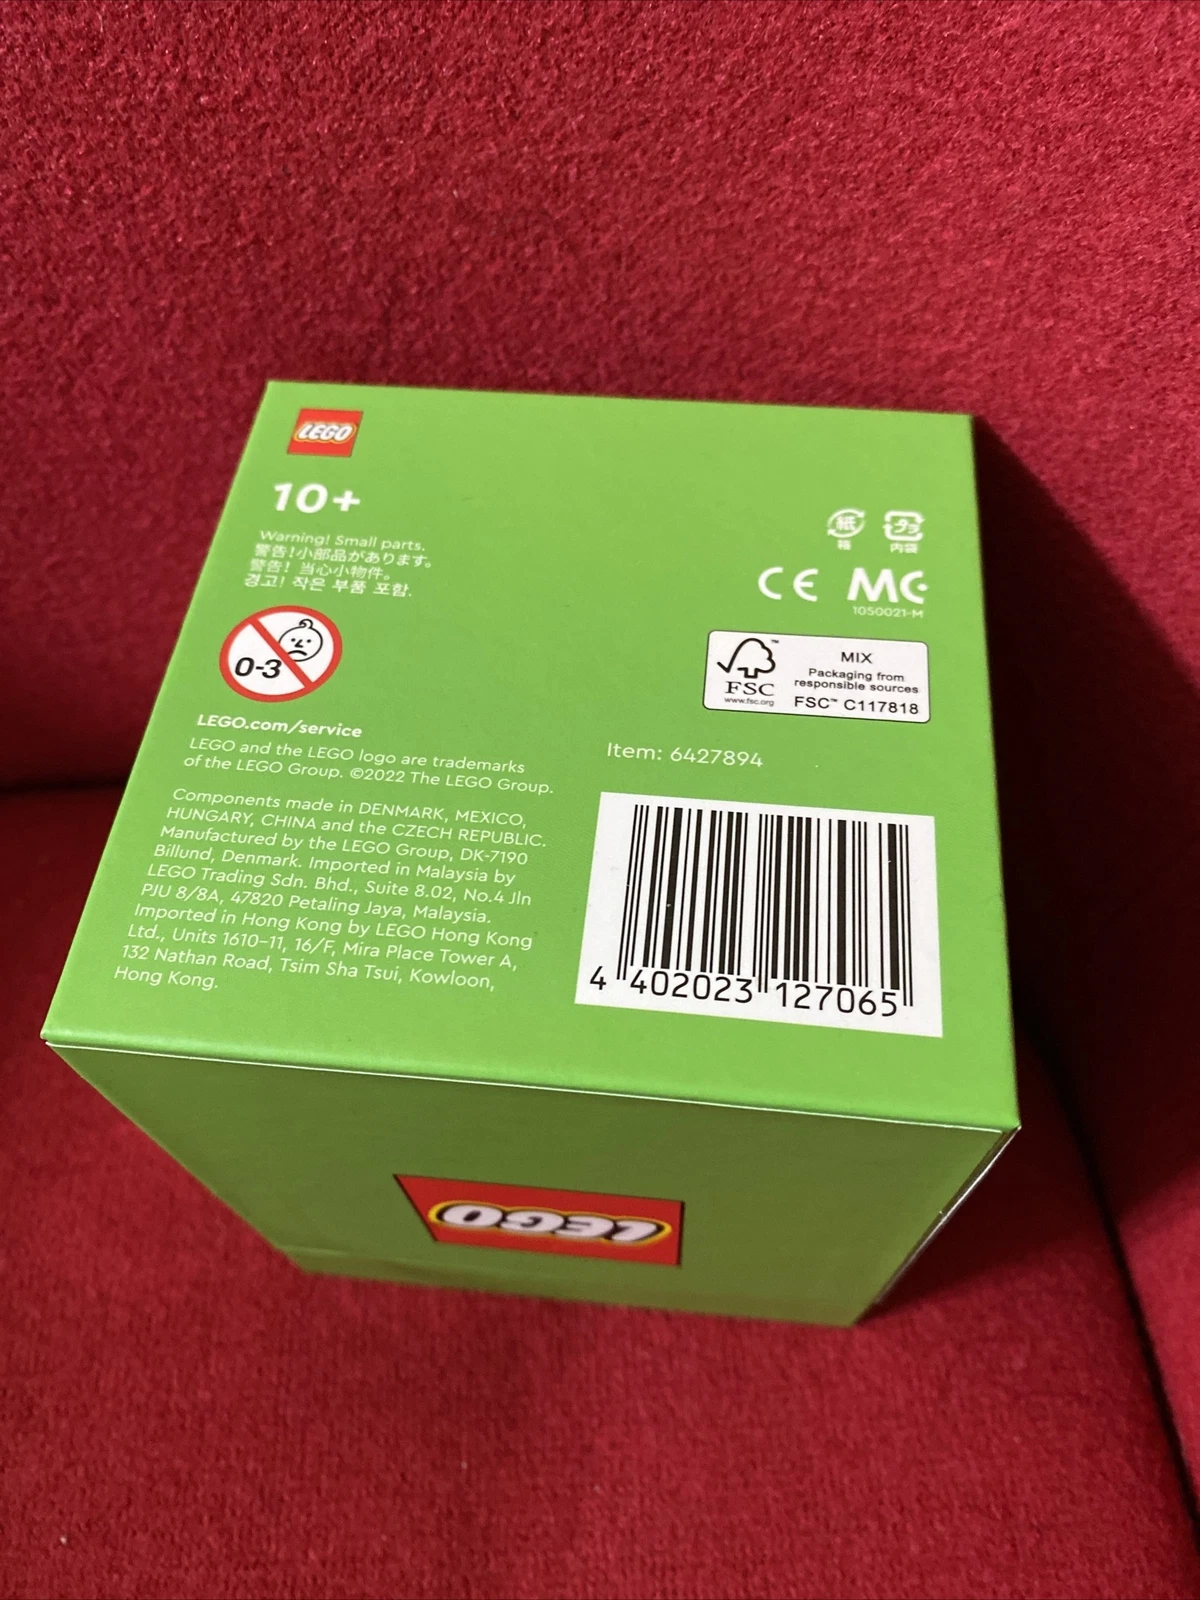 LEGO
10+
Warning! Small parts.
警告!小部品があります。
警告! 当心小物件。
경고! 작은 부품 포함.
0-3
LEGO.com/service
LEGO and the LEGO logo are trademarks
of the LEGO Group. ©2022 The LEGO Group.
Components made in DENMARK, MEXICO,
HUNGARY, CHINA and the CZECH REPUBLIC.
Manufactured by the LEGO Group, DK-7190
Billund, Denmark. Imported in Malaysia by
LEGO Trading Sdn. Bhd., Suite 8.02, No.4 Jln
PJU 8/8A, 47820 Petaling Jaya, Malaysia.
Imported in Hong Kong by LEGO Hong Kong
Ltd., Units 1610-11, 16/F, Mira Place Tower A,
132 Nathan Road, Tsim Sha Tsui, Kowloon,
Hong Kong.
紙 プラ
箱 内袋
CE MC
1050021-M
FSC™
www.fsc.org
MIX
Packaging from
responsible sources
FSC™ C117818
Item: 6427894
4 402023 127065
LEGO